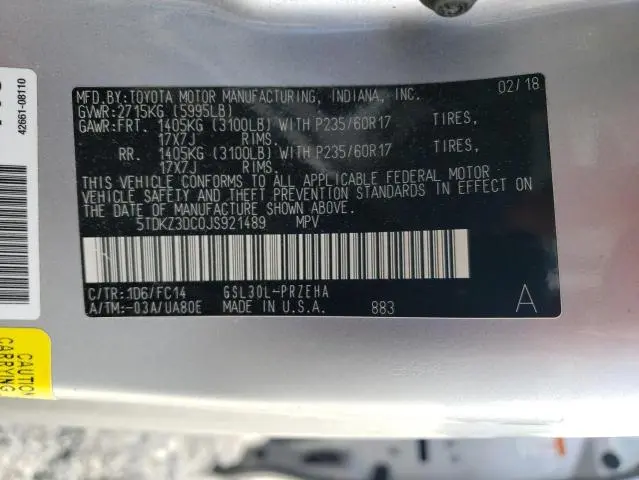 MFD.BY:TOYOTA MOTOR MANUFACTURING, INDIANA, INC. 02/18
GVWR:2715KG (5995LB)
GAWR:FRT. 1405KG (3100LB) WITH P235/60R17 TIRES,
17X7J RIMS.
RR. 1405KG (3100LB) WITH P235/60R17 TIRES,
17X7J RIMS.
THIS VEHICLE CONFORMS TO ALL APPLICABLE FEDERAL MOTOR
VEHICLE SAFETY AND THEFT PREVENTION STANDARDS IN EFFECT ON
THE DATE OF MANUFACTURE SHOWN ABOVE.
5TDKZ3DC0JS921489 MPV
C/TR:1D6/FC14 GSL30L-PRZEHA
A/TM:-03A/UA80E MADE IN U.S.A. 883 A
42661-08110
CAUTION
CARRYING